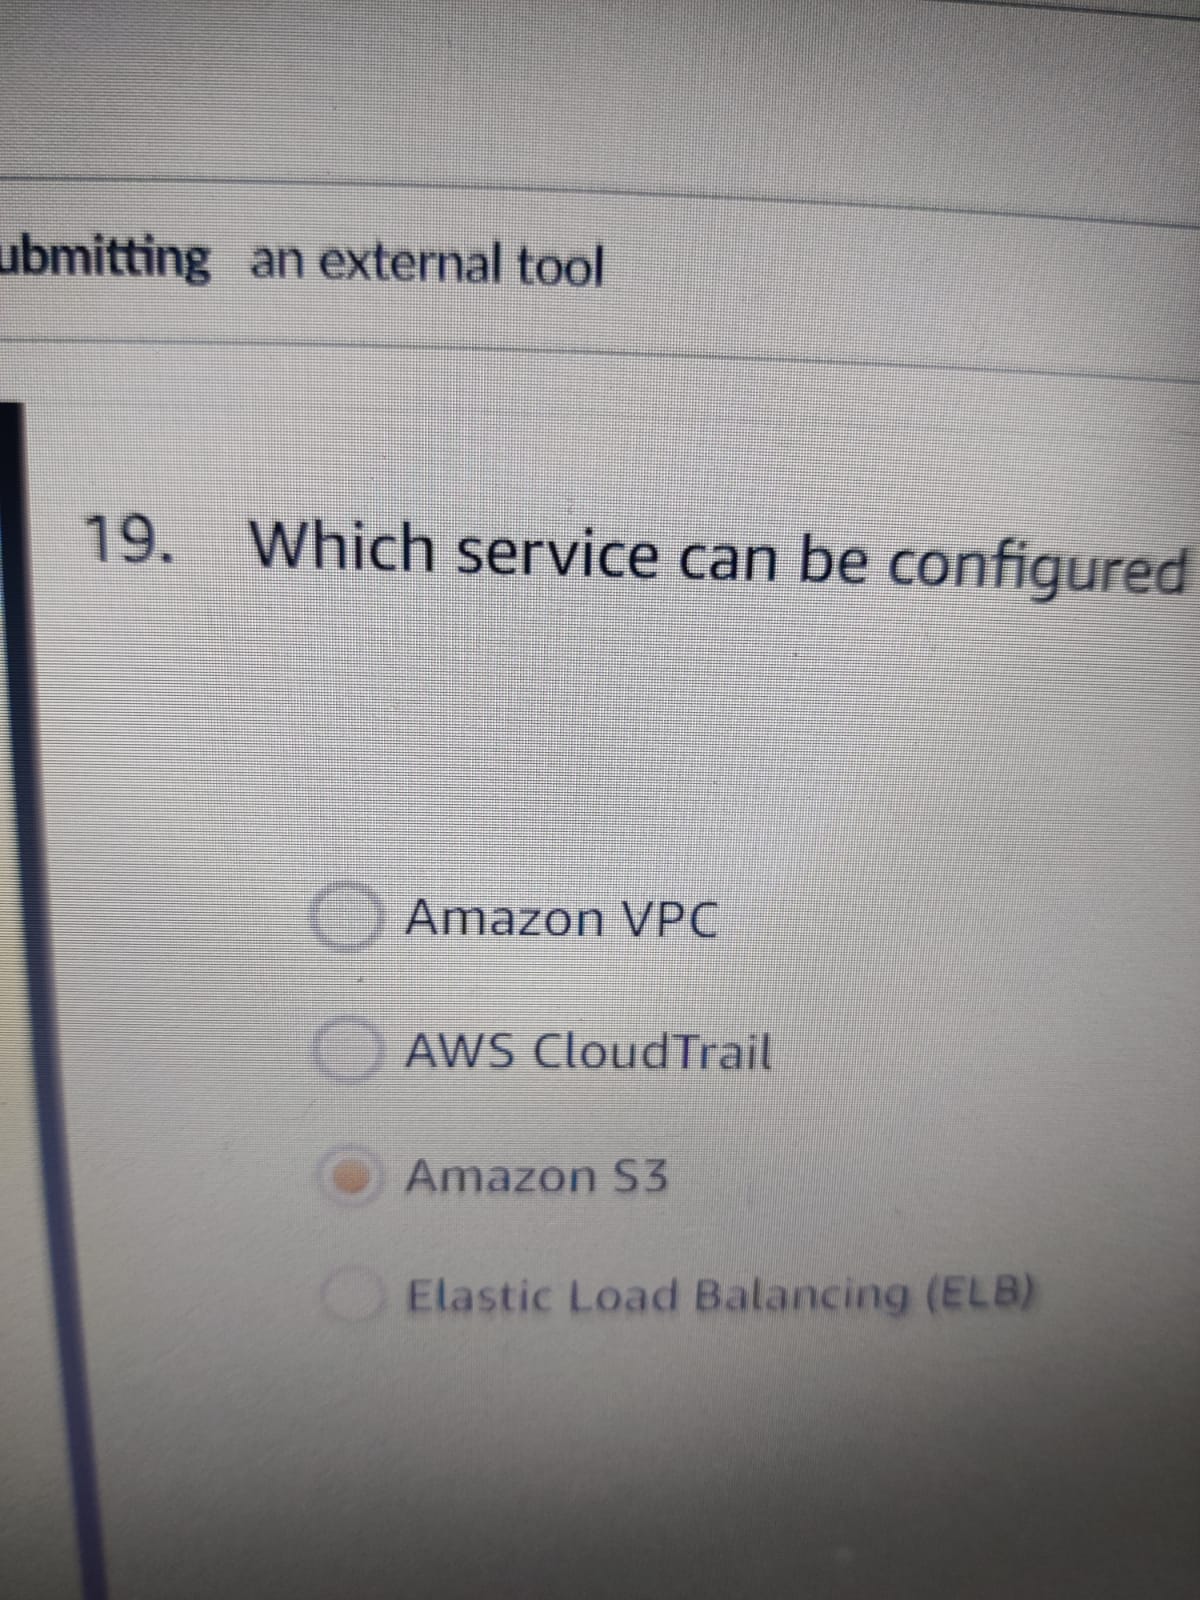 ubmitting an external tool
19. Which service can be configured
Amazon VPC
AWS CloudTrail
Amazon S3
Elastic Load Balancing (ELB)